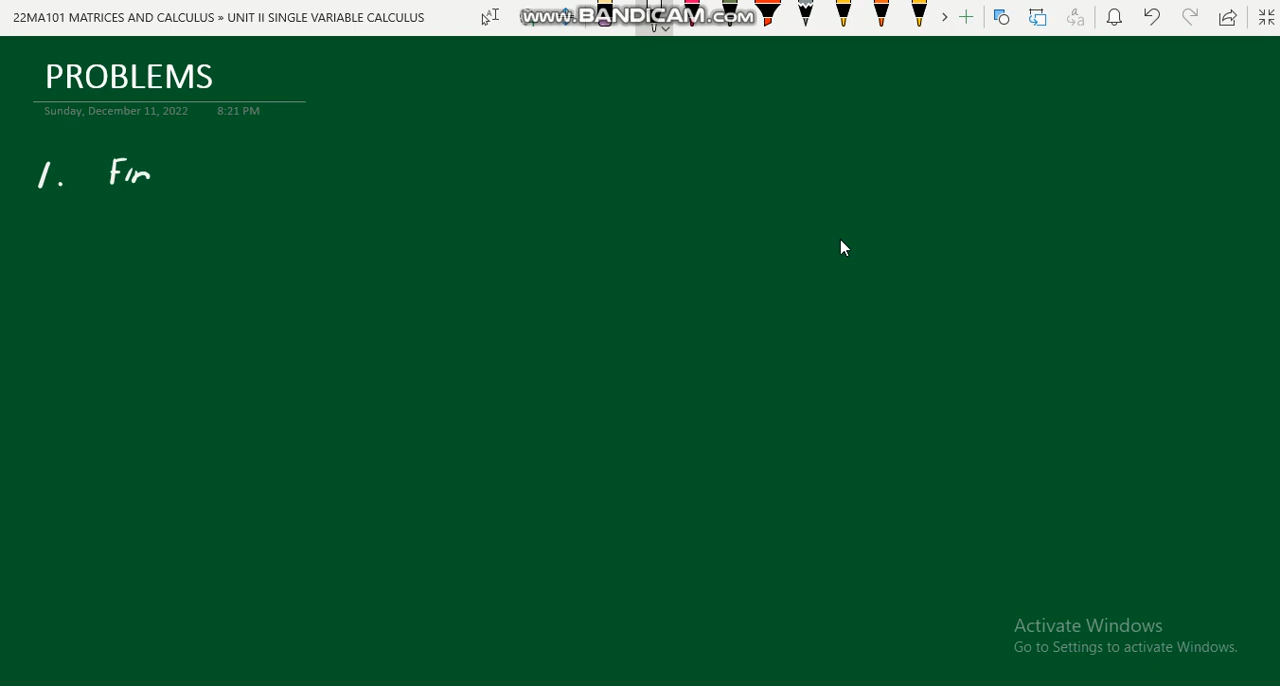 22MA101 MATRICES AND CALCULUS » UNIT II SINGLE VARIABLE CALCULUS
www.BANDICAM.com
PROBLEMS
Sunday, December 11, 2022 8:21 PM
1. Fin
Activate Windows
Go to Settings to activate Windows.